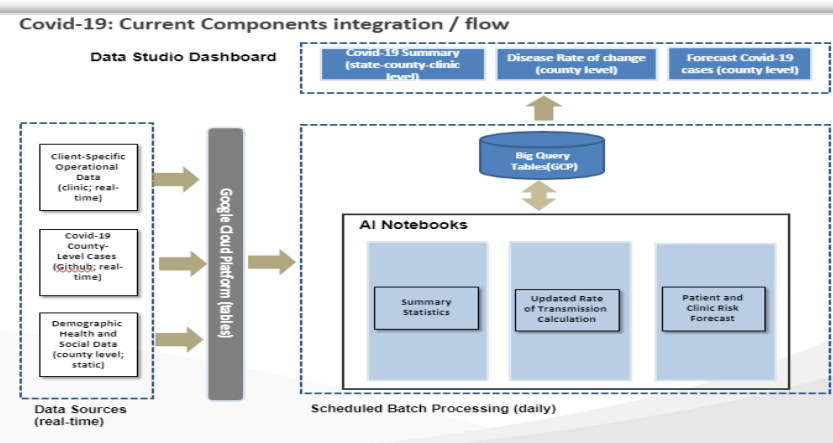 Covid-19: Current Components integration / flow
Data Studio Dashboard
Covid-19 Summary
(state-county-clinic
level)
Disease Rate of change
(county level)
Forecast Covid-19
cases (county level)
Client-Specific
Operational
Data
(clinic; real-
time)
Covid-19
County-
Level Cases
(Github; real-
time)
Demographic
Health and
Social Data
(county level;
static)
Data Sources
(real-time)
Google Cloud Platform (tables)
Big Query
Tables(GCP)
AI Notebooks
Summary
Statistics
Updated Rate
of Transmission
Calculation
Patient and
Clinic Risk
Forecast
Scheduled Batch Processing (daily)